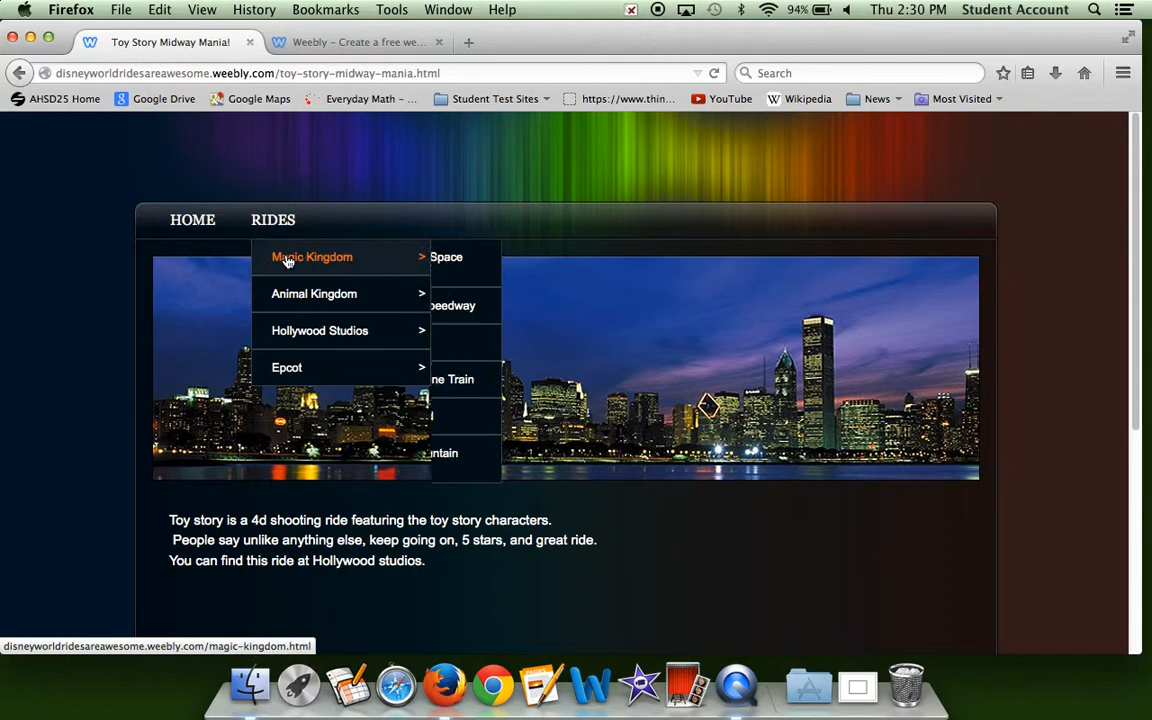 Firefox File Edit View History Bookmarks Tools Window Help 94% Thu 2:30 PM Student Account
Toy Story Midway Mania! Weebly - Create a free we...
disneyworldridesareawesome.weebly.com/toy-story-midway-mania.html Search
AHSD25 Home Google Drive Google Maps Everyday Math - ... Student Test Sites https://www.thin... YouTube Wikipedia News Most Visited
HOME RIDES
Magic Kingdom > Space
Animal Kingdom >
peedway
Hollywood Studios >
Epcot >
ne Train
ntain
Toy story is a 4d shooting ride featuring the toy story characters.
People say unlike anything else, keep going on, 5 stars, and great ride.
You can find this ride at Hollywood studios.
disneyworldridesareawesome.weebly.com/magic-kingdom.html